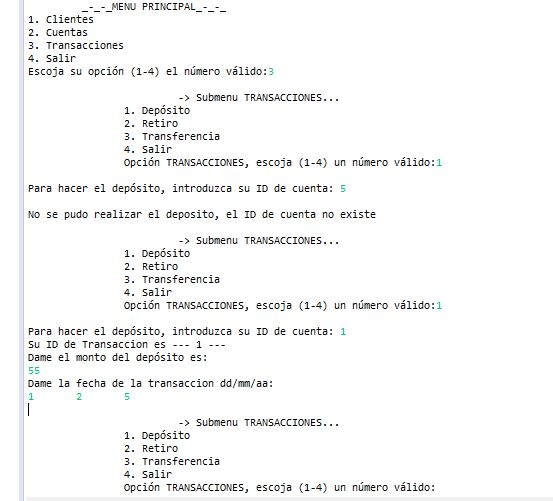 _-_-_MENU PRINCIPAL_-_-_
1. Clientes
2. Cuentas
3. Transacciones
4. Salir
Escoja su opción (1-4) el número válido:3
-> Submenu TRANSACCIONES...
1. Depósito
2. Retiro
3. Transferencia
4. Salir
Opción TRANSACCIONES, escoja (1-4) un número válido:1
Para hacer el depósito, introduzca su ID de cuenta: 5
No se pudo realizar el deposito, el ID de cuenta no existe
-> Submenu TRANSACCIONES...
1. Depósito
2. Retiro
3. Transferencia
4. Salir
Opción TRANSACCIONES, escoja (1-4) un número válido:1
Para hacer el depósito, introduzca su ID de cuenta: 1
Su ID de Transaccion es --- 1 ---
Dame el monto del depósito es:
55
Dame la fecha de la transaccion dd/mm/aa:
1 2 5
-> Submenu TRANSACCIONES...
1. Depósito
2. Retiro
3. Transferencia
4. Salir
Opción TRANSACCIONES, escoja (1-4) un número válido: